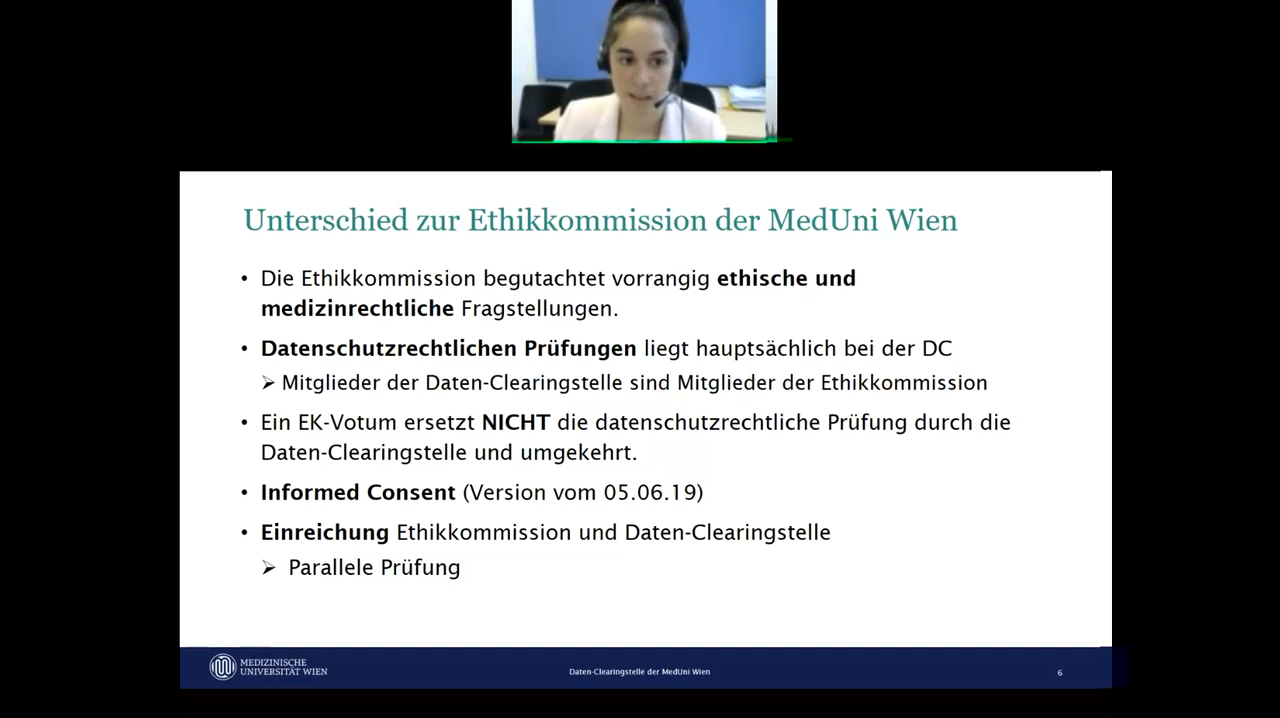 Unterschied zur Ethikkommission der MedUni Wien
• Die Ethikkommission begutachtet vorrangig ethische und
medizinrechtliche Fragstellungen.
• Datenschutzrechtlichen Prüfungen liegt hauptsächlich bei der DC
➢ Mitglieder der Daten-Clearingstelle sind Mitglieder der Ethikkommission
• Ein EK-Votum ersetzt NICHT die datenschutzrechtliche Prüfung durch die
Daten-Clearingstelle und umgekehrt.
• Informed Consent (Version vom 05.06.19)
• Einreichung Ethikkommission und Daten-Clearingstelle
➢ Parallele Prüfung
MEDIZINISCHE
UNIVERSITÄT WIEN
Daten-Clearingstelle der MedUni Wien
6